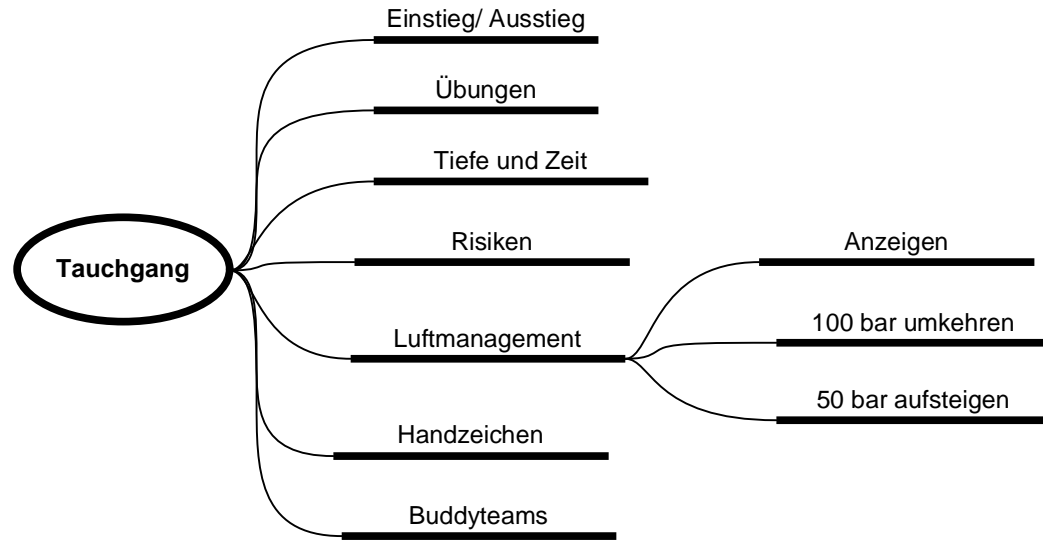 Einstieg/ Ausstieg
Übungen
Tiefe und Zeit
Tauchgang
Risiken
Anzeigen
Luftmanagement
100 bar umkehren
50 bar aufsteigen
Handzeichen
Buddyteams